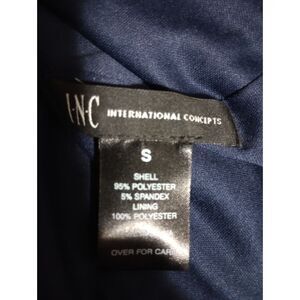 I·N·C INTERNATIONAL CONCEPTS
S
SHELL
95% POLYESTER
5% SPANDEX
LINING
100% POLYESTER
OVER FOR CARE